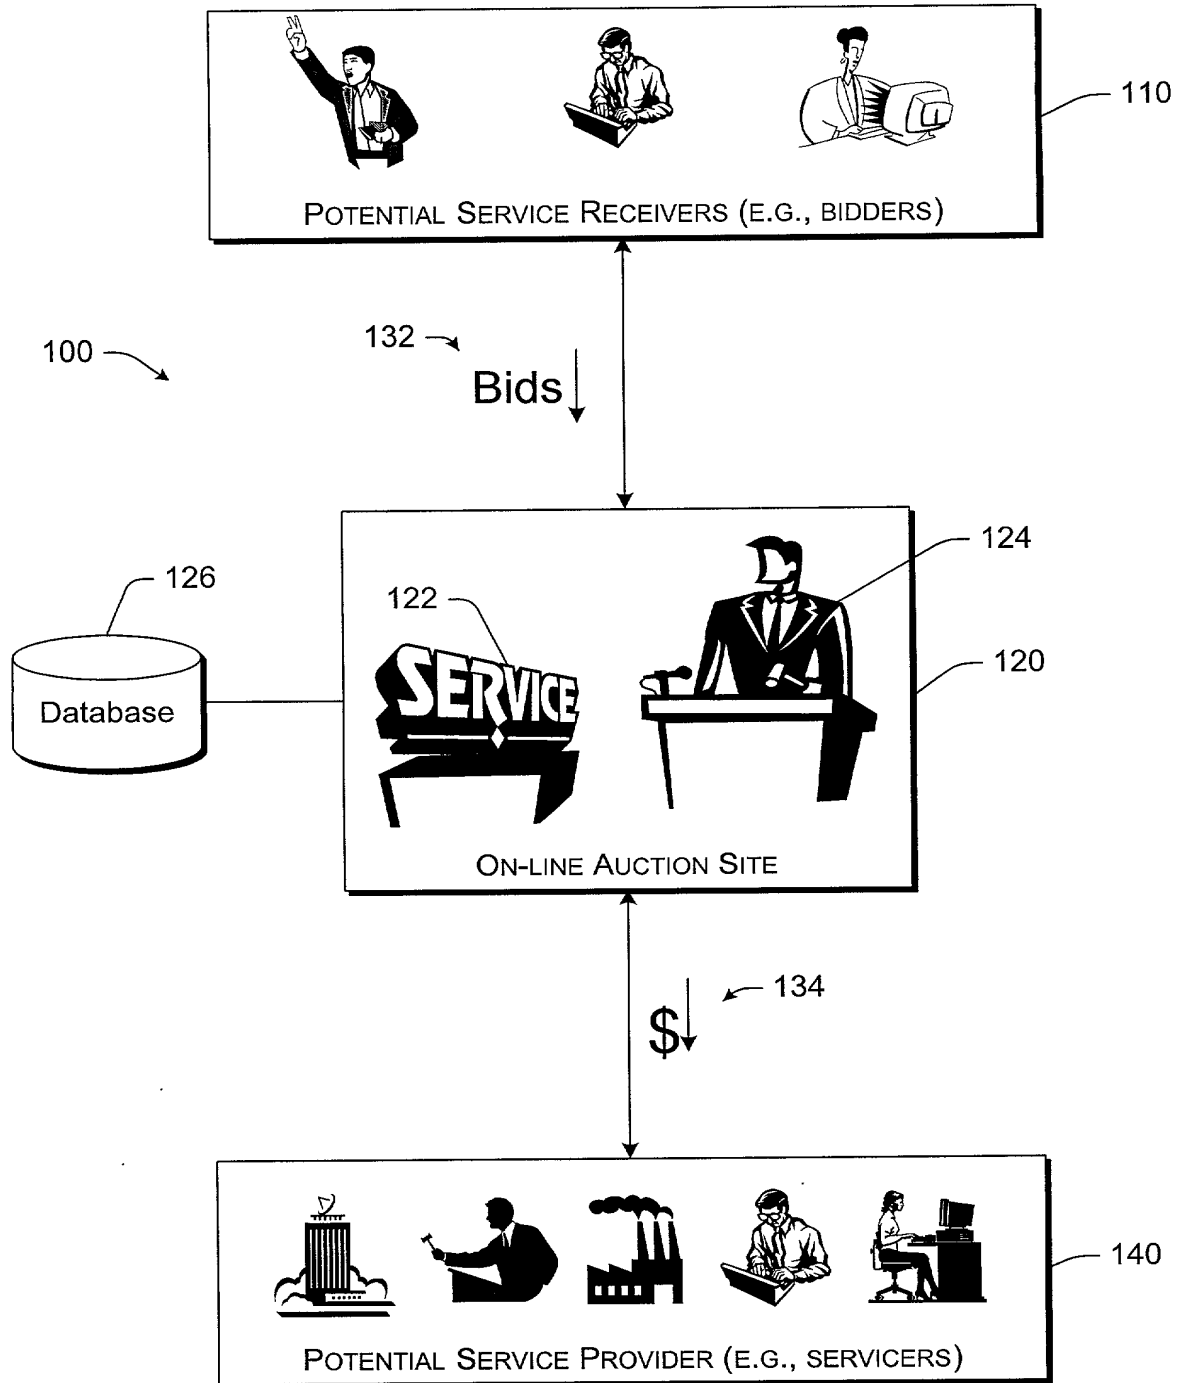 110
POTENTIAL SERVICE RECEIVERS (E.G., BIDDERS)
132
100
Bids
124
126
122
SERVICE
120
Database
ON-LINE AUCTION SITE
134
$
140
POTENTIAL SERVICE PROVIDER (E.G., SERVICERS)